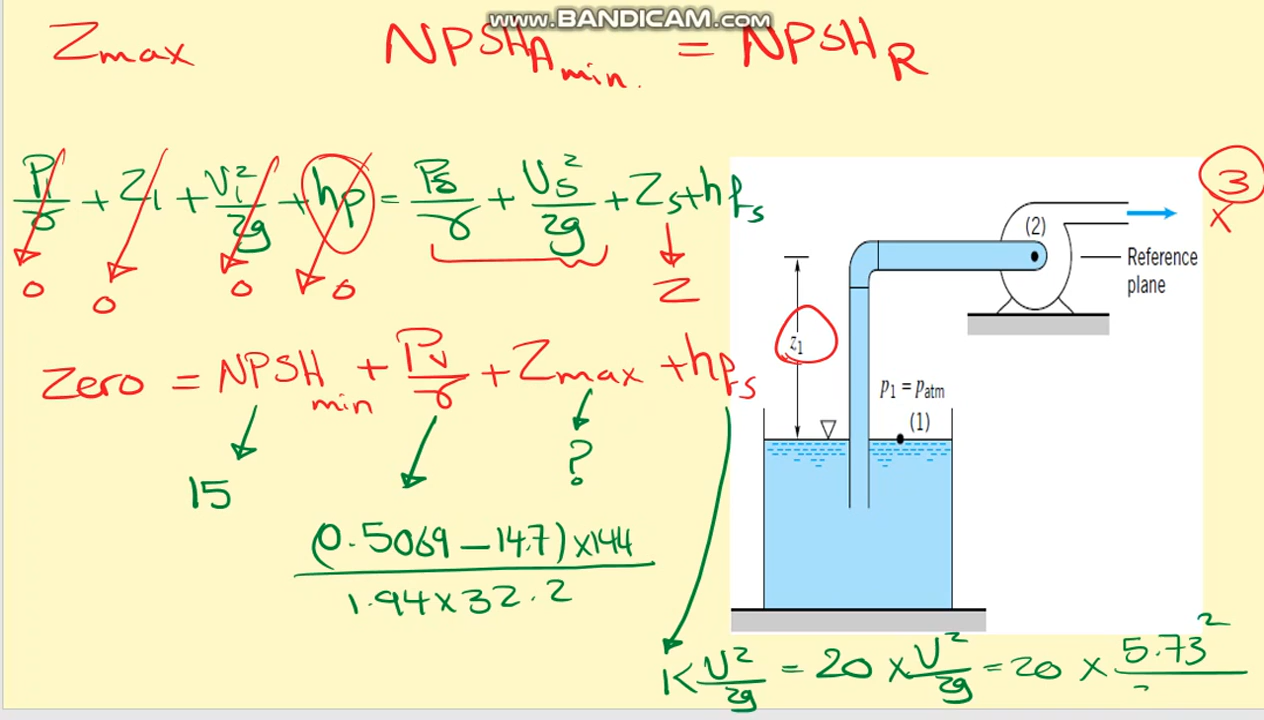 WWW.BANDICAM.COM
Zmax NPSHAmin. = NPSHR
3
x
P1/γ + Z1 + V1²/2g + hp = Ps/γ + Vs²/2g + Zs + hfs
0 0 0 0 Z
(2)
Reference
plane
z1
Zero = NPSHmin + Pv/γ + Zmax + hfs
p1 = patm
(1)
15 ?
(0.5069 - 14.7) x 144
1.94 x 32.2
K V²/2g = 20 x V²/2g = 20 x 5.73²